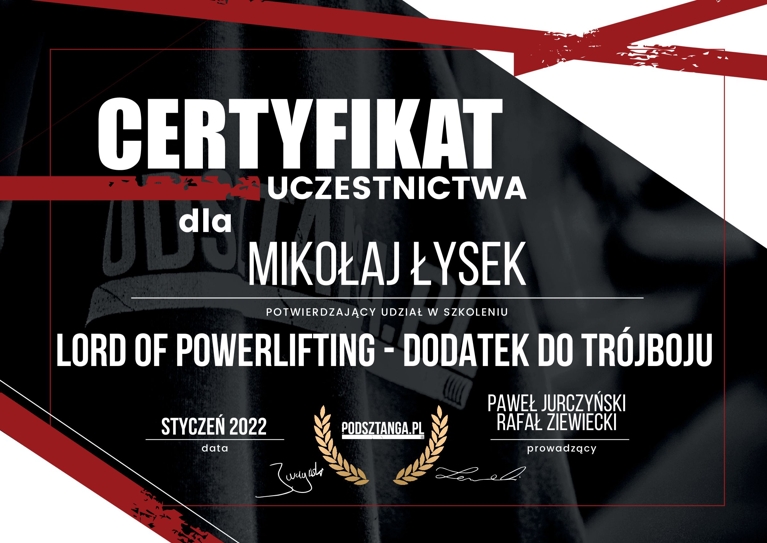 CERTYFIKAT
UCZESTNICTWA
dla
MIKOŁAJ ŁYSEK
POTWIERDZAJĄCY UDZIAŁ W SZKOLENIU
LORD OF POWERLIFTING - DODATEK DO TRÓJBOJU
STYCZEŃ 2022
data
PODSZTANGA.PL
PAWEŁ JURCZYŃSKI
RAFAŁ ZIEWIECKI
prowadzący